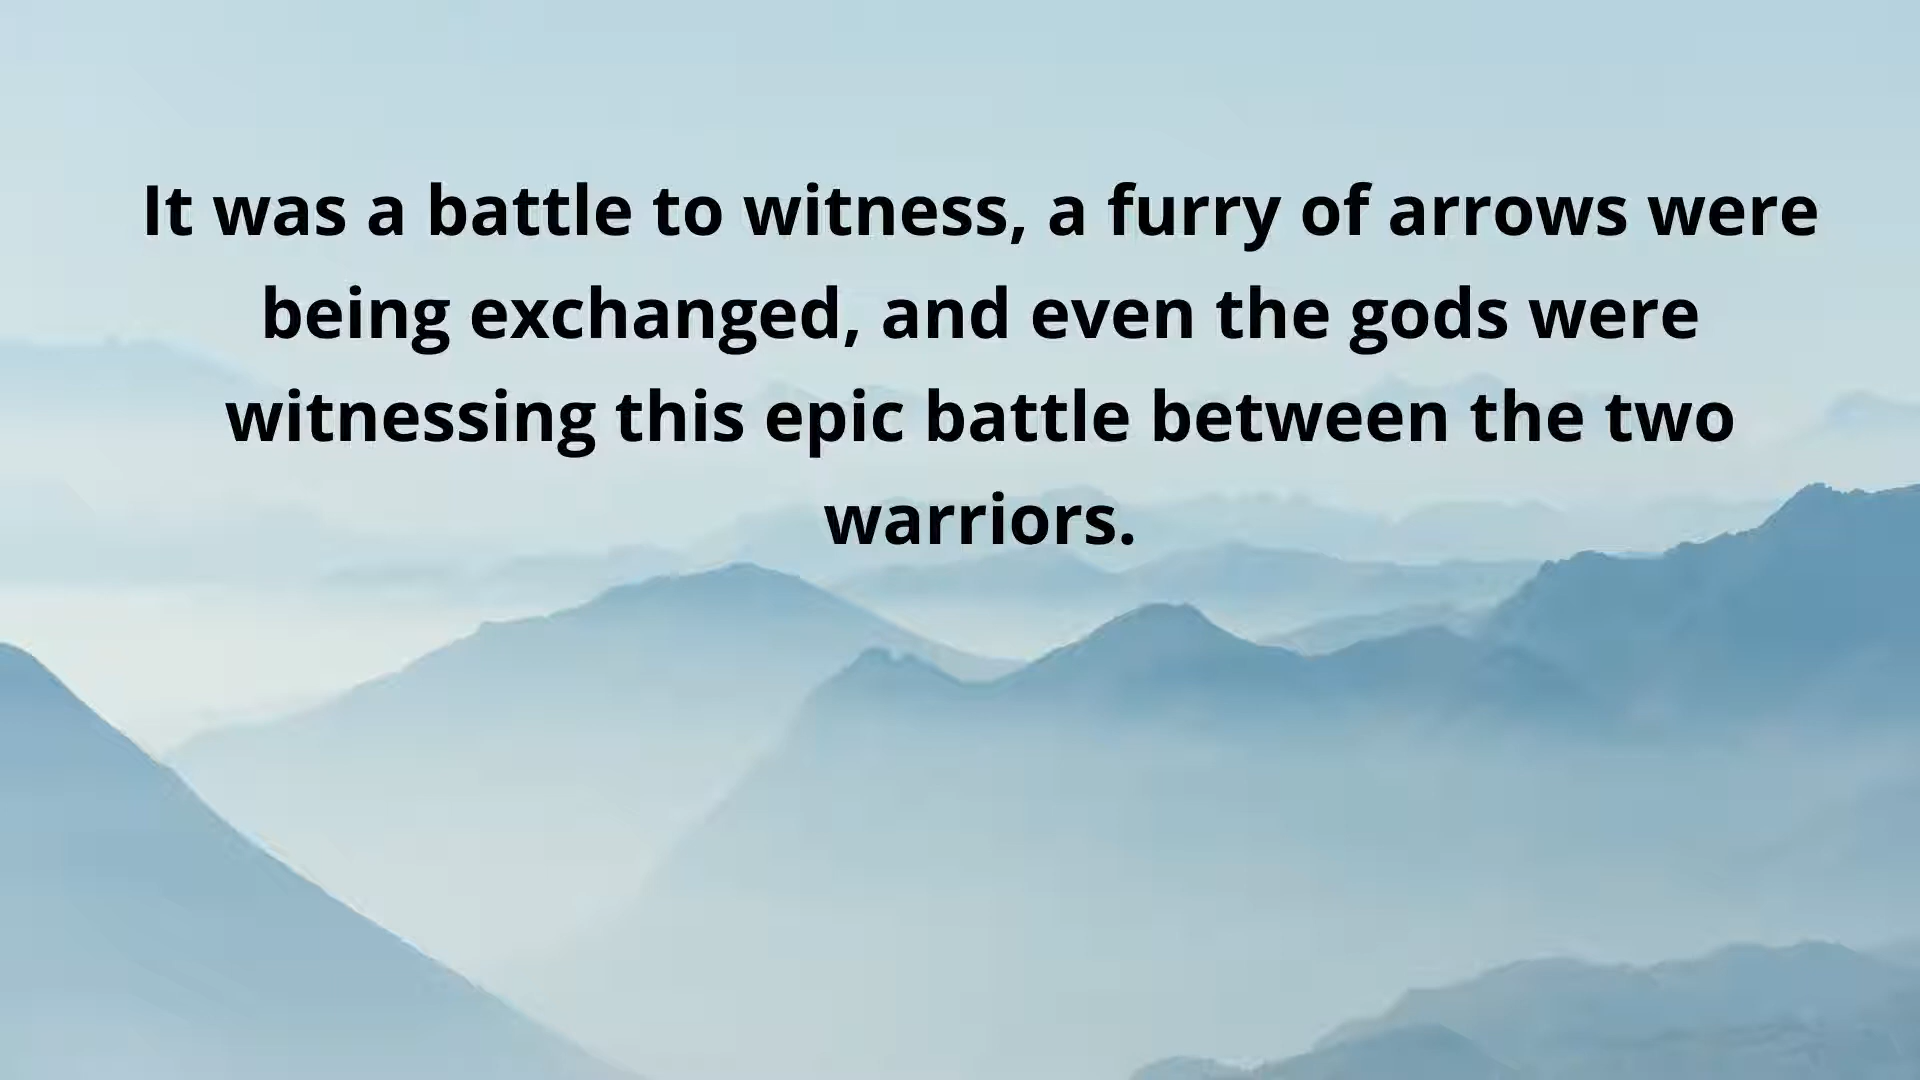 It was a battle to witness, a furry of arrows were
being exchanged, and even the gods were
witnessing this epic battle between the two
warriors.